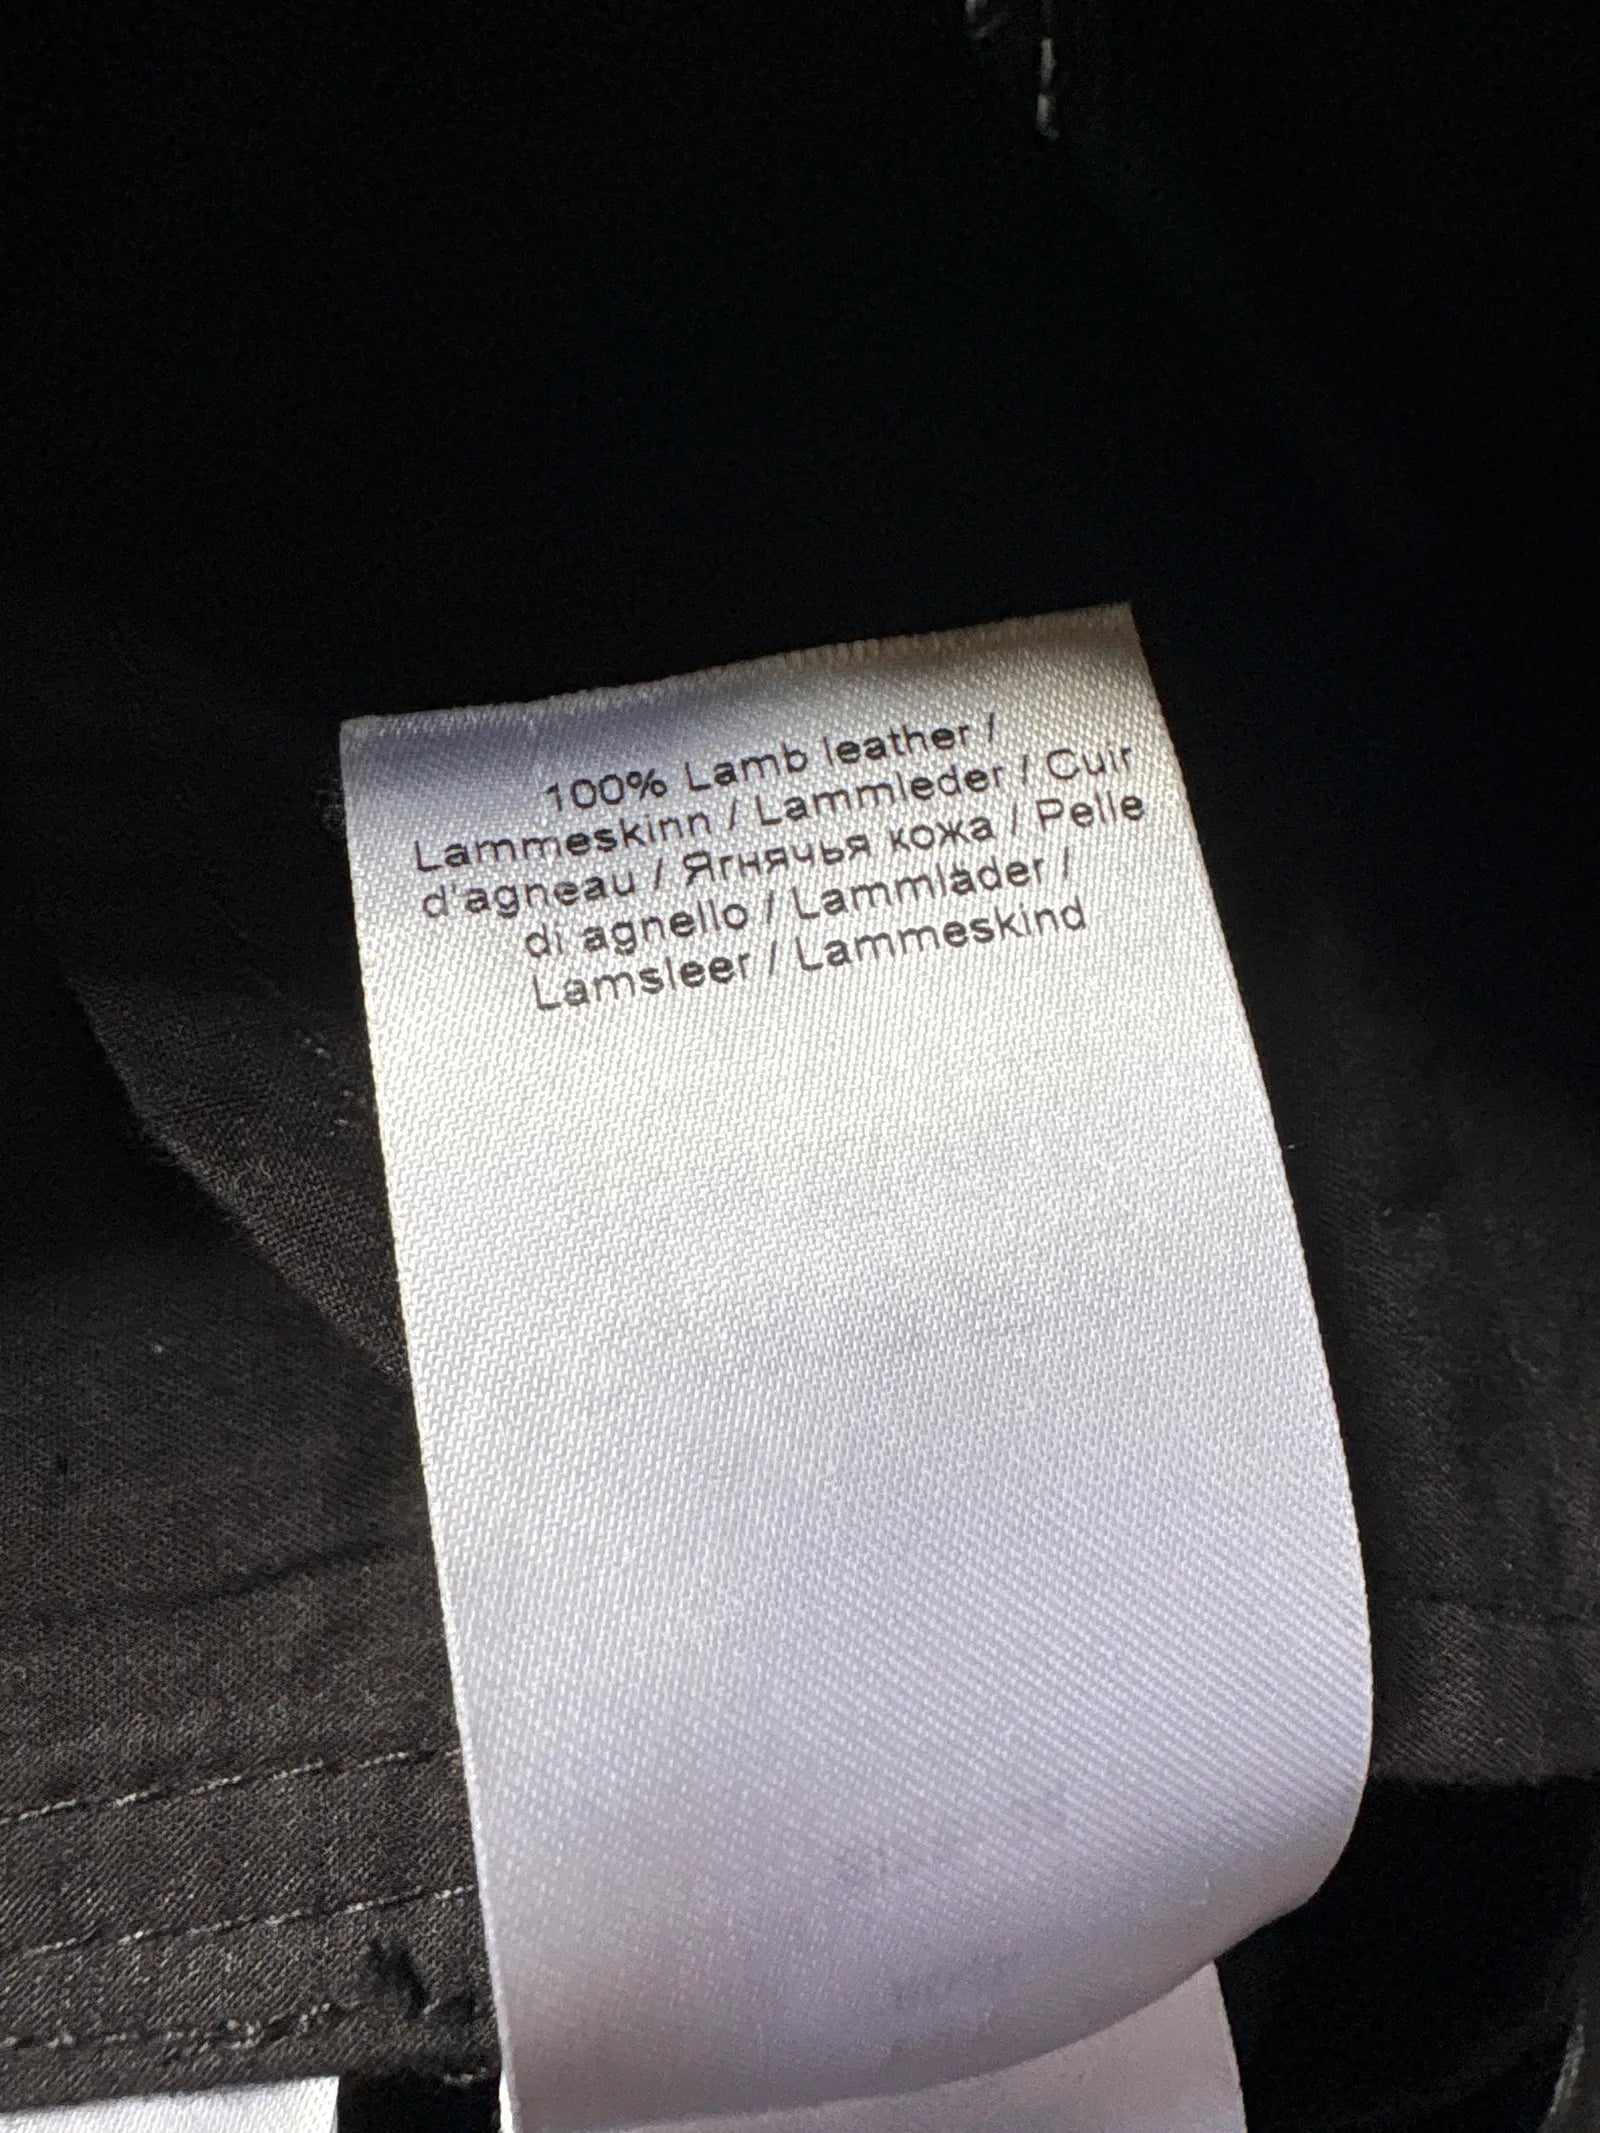 100% Lamb leather /
Lammeskinn / Lammleder / Cuir
d'agneau / Ягнячья кожа / Pelle
di agnello / Lammläder /
Lamsleer / Lammeskind